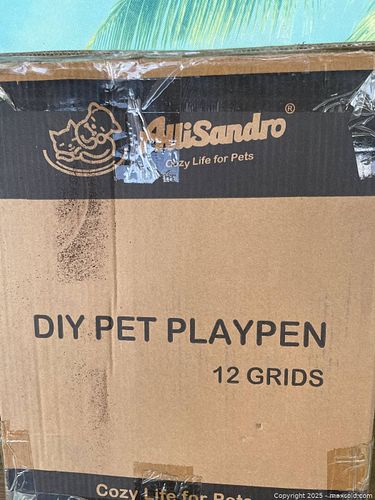 AlliSandro®
Cozy Life for Pets
DIY PET PLAYPEN
12 GRIDS
Cozy Life for Pets
Copyright © 2025 - maxsold.com